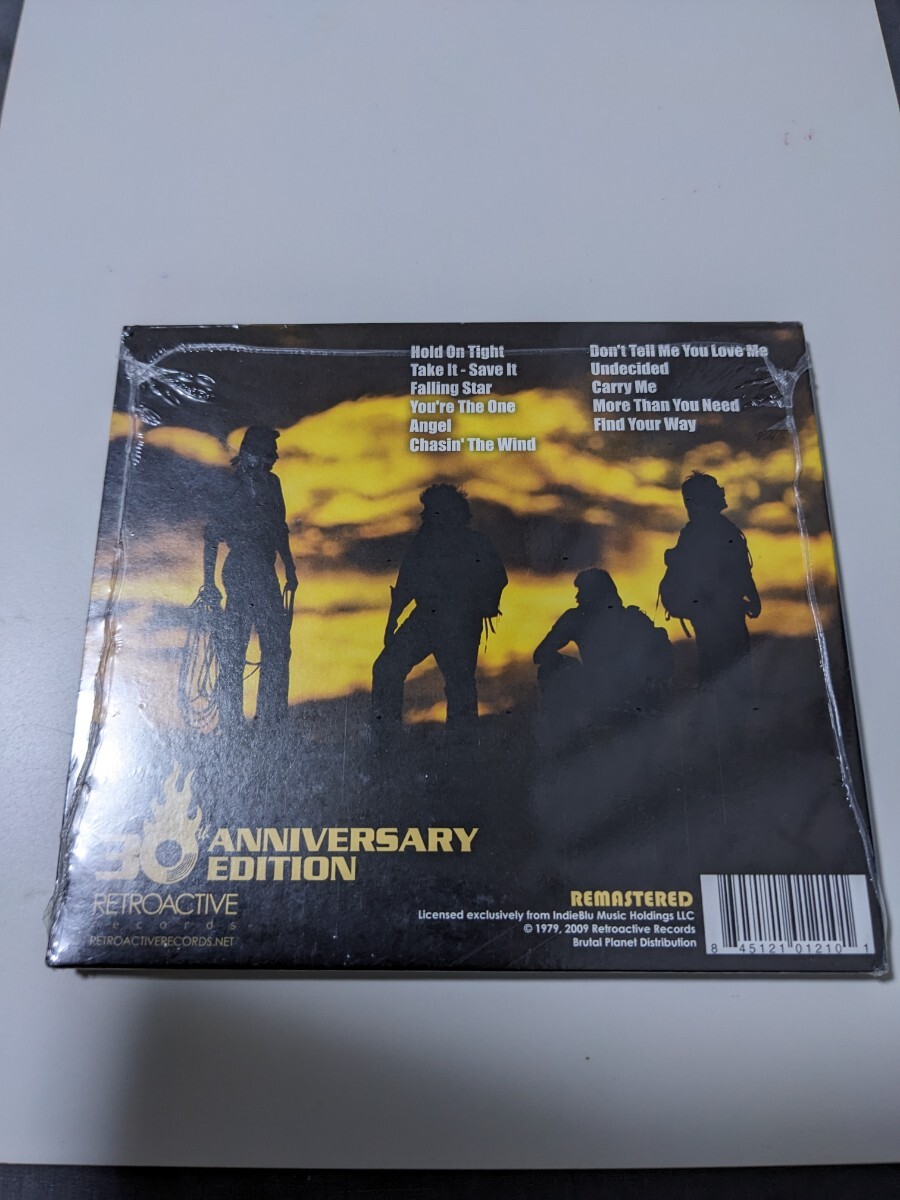 Hold On Tight
Take It - Save It
Falling Star
You're The One
Angel
Chasin' The Wind
Don't Tell Me You Love Me
Undecided
Carry Me
More Than You Need
Find Your Way
30th ANNIVERSARY
EDITION
RETROACTIVE
records
RETROACTIVERECORDS.NET
REMASTERED
Licensed exclusively from IndieBlu Music Holdings LLC
© 1979, 2009 Retroactive Records
Brutal Planet Distribution
8 45121 01210 1